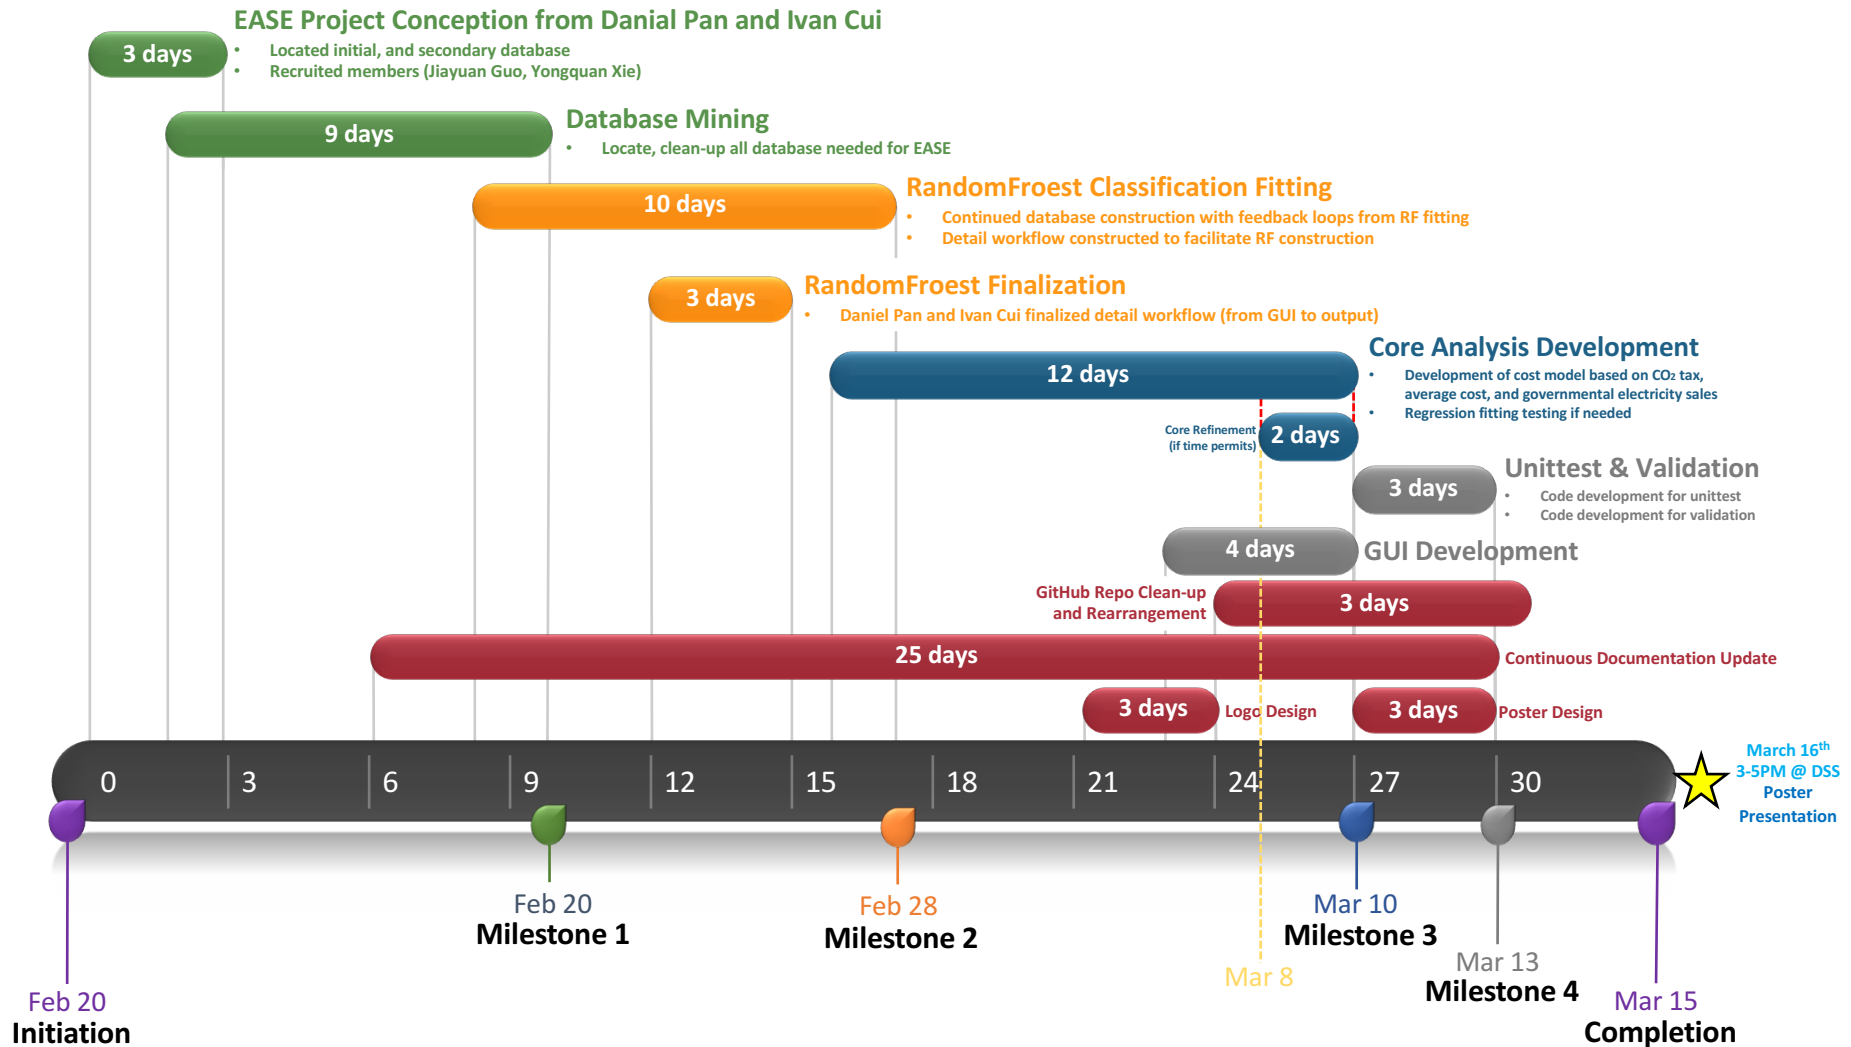 EASE Project Conception from Danial Pan and Ivan Cui
3 days
• Located initial, and secondary database
• Recruited members (Jiayuan Guo, Yongquan Xie)
Database Mining
9 days
• Locate, clean-up all database needed for EASE
RandomFroest Classification Fitting
10 days
• Continued database construction with feedback loops from RF fitting
• Detail workflow constructed to facilitate RF construction
RandomFroest Finalization
3 days
• Daniel Pan and Ivan Cui finalized detail workflow (from GUI to output)
Core Analysis Development
12 days
• Development of cost model based on CO₂ tax,
average cost, and governmental electricity sales
• Regression fitting testing if needed
Core Refinement
(if time permits)
2 days
Unittest & Validation
3 days
• Code development for unittest
• Code development for validation
4 days
GUI Development
GitHub Repo Clean-up
and Rearrangement
3 days
25 days
Continuous Documentation Update
3 days
Logo Design
3 days
Poster Design
0 3 6 9 12 15 18 21 24 27 30
March 16th
3-5PM @ DSS
Poster
Presentation
Feb 20
Initiation
Feb 20
Milestone 1
Feb 28
Milestone 2
Mar 8
Mar 10
Milestone 3
Mar 13
Milestone 4
Mar 15
Completion